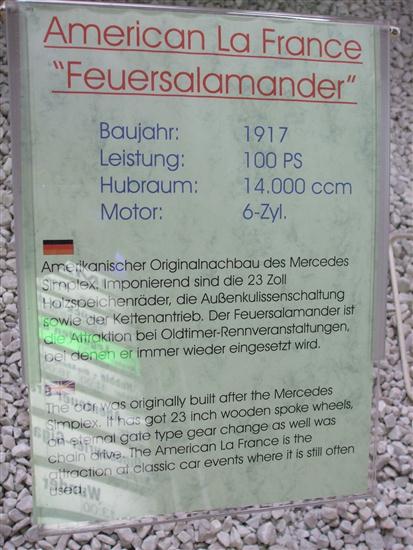 American La France
"Feuersalamander"
Baujahr: 1917
Leistung: 100 PS
Hubraum: 14.000 ccm
Motor: 6-Zyl.
Amerikanischer Originalnachbau des Mercedes
Simplex. Imponierend sind die 23 Zoll
Holzspeichenräder, die Außenkulissenschaltung
sowie der Kettenantrieb. Der Feuersalamander ist
die Attraktion bei Oldtimer-Rennveranstaltungen,
bei denen er immer wieder eingesetzt wird.
The car was originally built after the Mercedes
Simplex. It has got 23 inch wooden spoke wheels,
an eternal gate type gear change as well was
chain drive. The American La France is the
attraction at classic car events where it is still often
used.